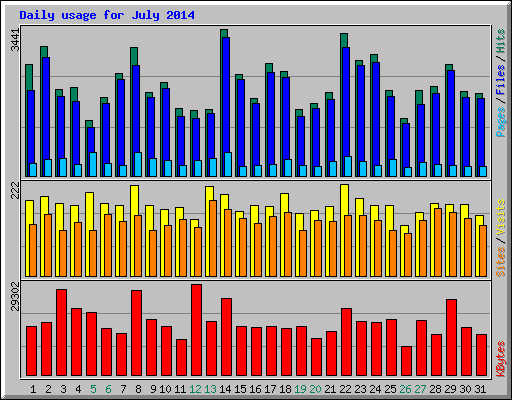 Daily usage for July 2014
3441
222
29302
Pages / Files / Hits
Sites / Visits
KBytes
1 2 3 4 5 6 7 8 9 10 11 12 13 14 15 16 17 18 19 20 21 22 23 24 25 26 27 28 29 30 31